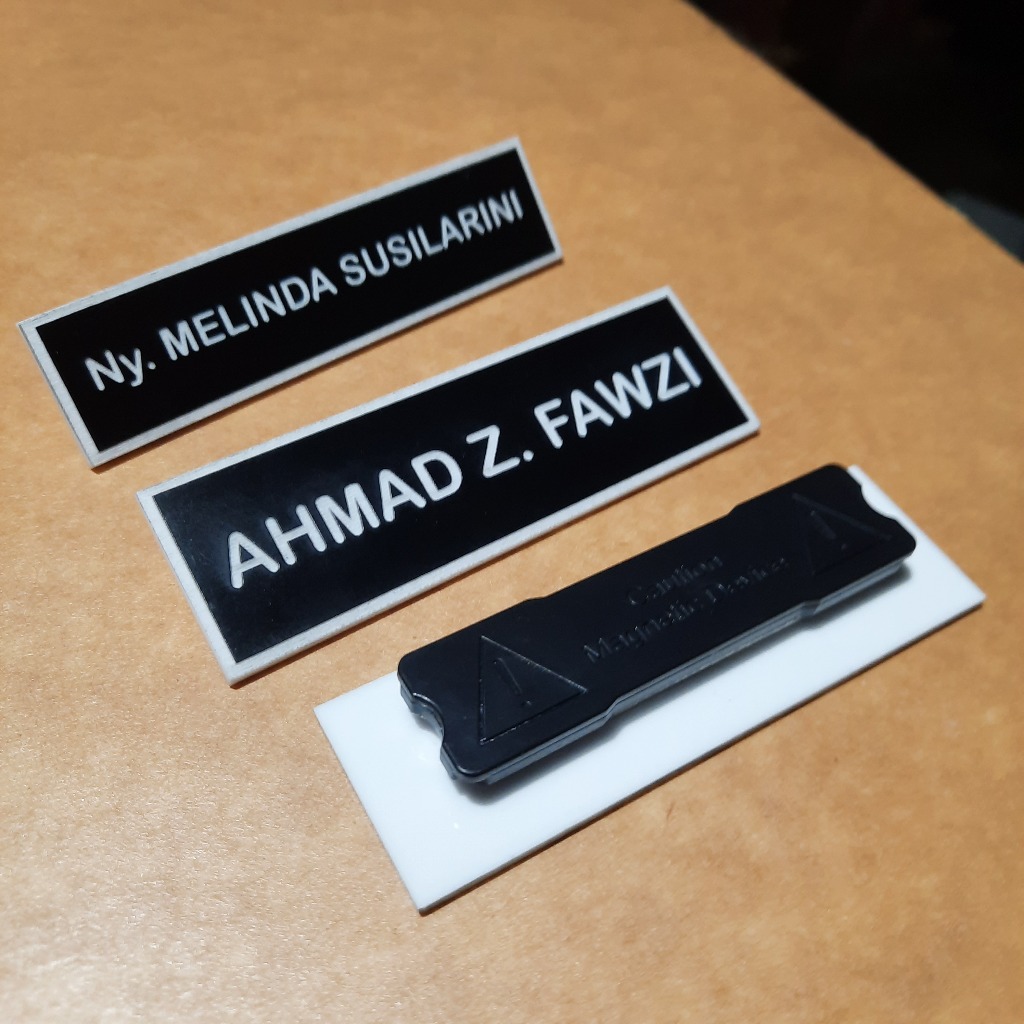 Ny. MELINDA SUSILARINI
AHMAD Z. FAWZI
Caution
Magnetic Device